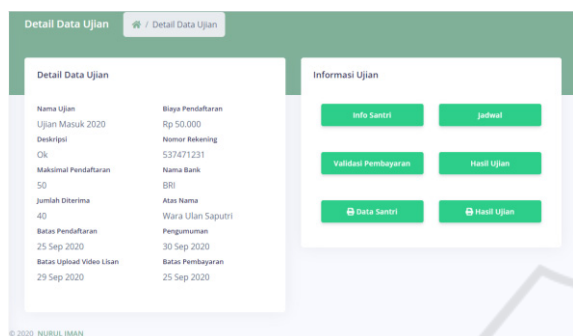 Detail Data Ujian
/ Detail Data Ujian
Detail Data Ujian
Nama Ujian
Ujian Masuk 2020
Deskripsi
Ok
Maksimal Pendaftaran
50
Jumlah Diterima
40
Batas Pendaftaran
25 Sep 2020
Batas Upload Video Lisan
29 Sep 2020
Biaya Pendaftaran
Rp 50.000
Nomor Rekening
537471231
Nama Bank
BRI
Atas Nama
Wara Ulan Saputri
Pengumuman
30 Sep 2020
Batas Pembayaran
25 Sep 2020
Informasi Ujian
Info Santri
Jadwal
Validasi Pembayaran
Hasil Ujian
Data Santri
Hasil Ujian
© 2020 NURUL IMAN